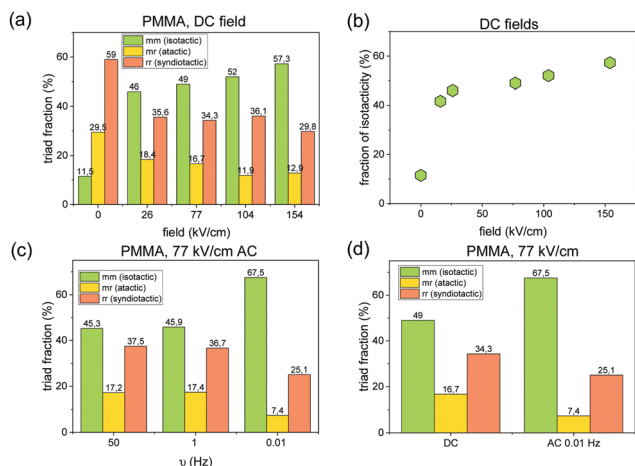 (a)
PMMA, DC field
mm (isotactic)
mr (atactic)
rr (syndiotactic)
triad fraction (%)
60
40
20
0
11,5
29,5
59
46
18,4
35,6
49
16,7
34,3
52
11,9
36,1
57,3
12,9
29,8
0
26
77
104
154
field (kV/cm)
(b)
DC fields
fraction of isotacticity (%)
60
40
20
0
0
50
100
150
field (kV/cm)
(c)
PMMA, 77 kV/cm AC
mm (isotactic)
mr (atactic)
rr (syndiotactic)
triad fraction (%)
60
40
20
0
45,3
17,2
37,5
45,9
17,4
36,7
67,5
7,4
25,1
50
1
0.01
υ (Hz)
(d)
PMMA, 77 kV/cm
mm (isotactic)
mr (atactic)
rr (syndiotactic)
triad fraction (%)
60
40
20
0
49
16,7
34,3
67,5
7,4
25,1
DC
AC 0.01 Hz